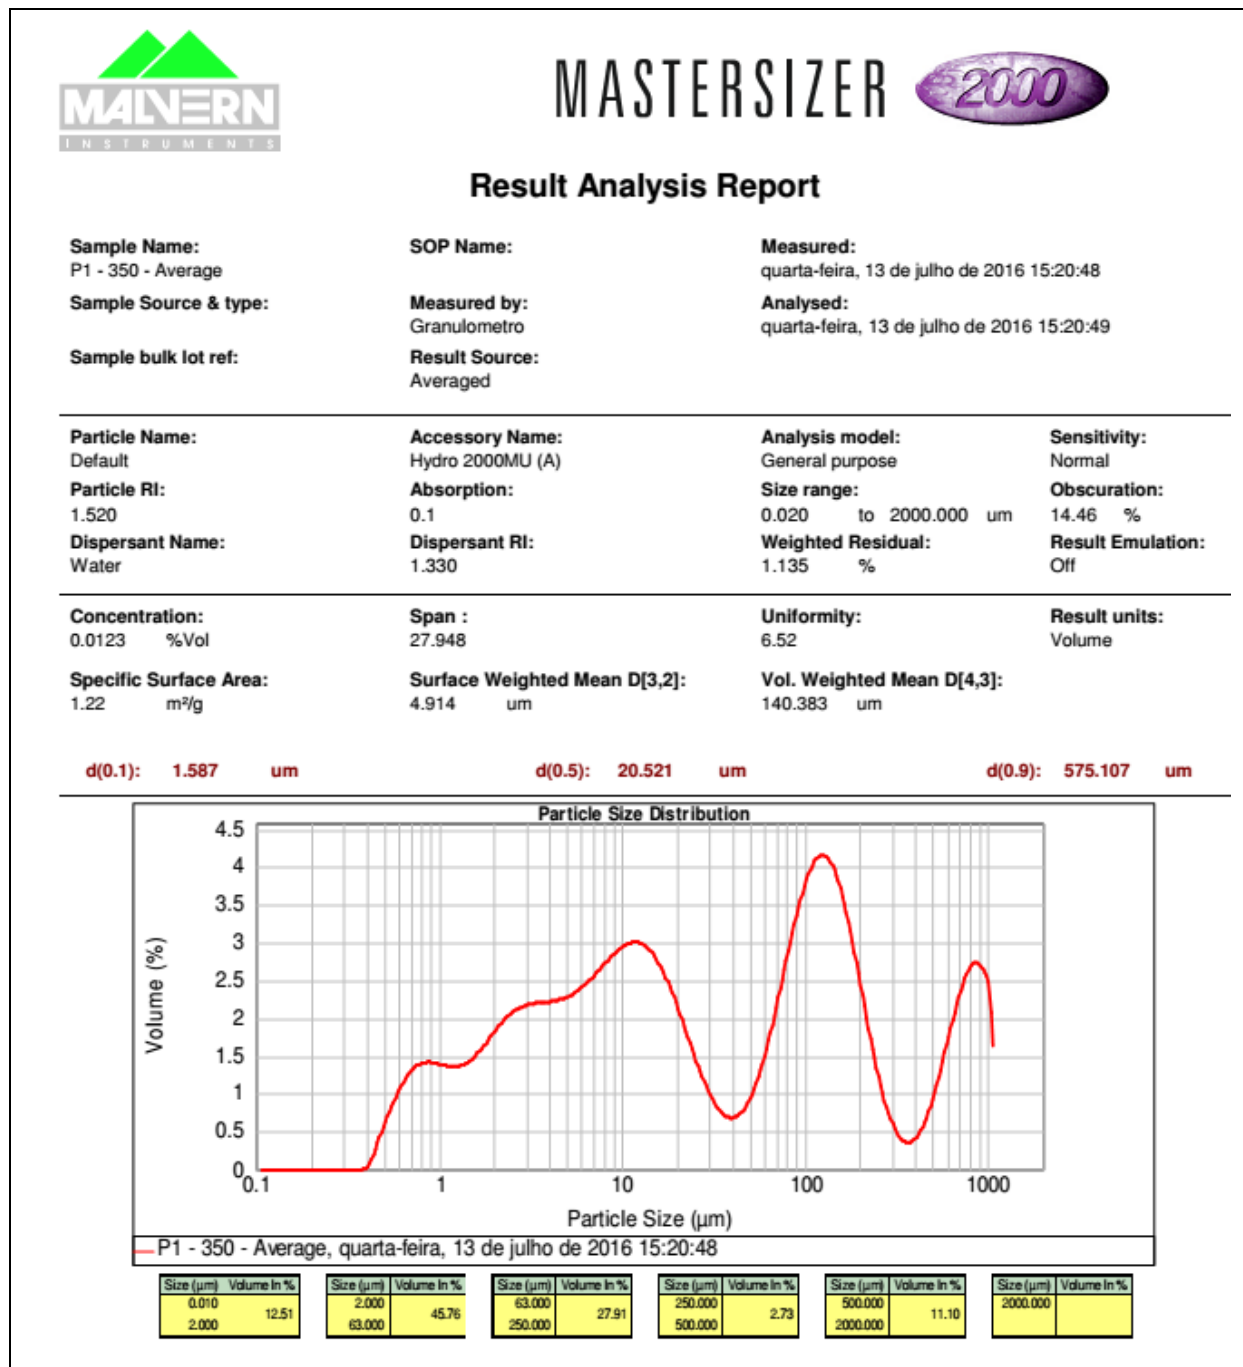 MALVERN
INSTRUMENTS
MASTERSIZER 2000
Result Analysis Report
Sample Name: SOP Name: Measured:
P1 - 350 - Average quarta-feira, 13 de julho de 2016 15:20:48
Sample Source & type: Measured by: Analysed:
Granulometro quarta-feira, 13 de julho de 2016 15:20:49
Sample bulk lot ref: Result Source:
Averaged
Particle Name: Accessory Name: Analysis model: Sensitivity:
Default Hydro 2000MU (A) General purpose Normal
Particle RI: Absorption: Size range: Obscuration:
1.520 0.1 0.020 to 2000.000 um 14.46 %
Dispersant Name: Dispersant RI: Weighted Residual: Result Emulation:
Water 1.330 1.135 % Off
Concentration: Span : Uniformity: Result units:
0.0123 %Vol 27.948 6.52 Volume
Specific Surface Area: Surface Weighted Mean D[3,2]: Vol. Weighted Mean D[4,3]:
1.22 m²/g 4.914 um 140.383 um
d(0.1): 1.587 um d(0.5): 20.521 um d(0.9): 575.107 um
Particle Size Distribution
4.5
4
3.5
3
2.5
2
1.5
1
0.5
0
Volume (%)
0.1 1 10 100 1000
Particle Size (µm)
P1 - 350 - Average, quarta-feira, 13 de julho de 2016 15:20:48
Size (µm) Volume In % Size (µm) Volume In % Size (µm) Volume In % Size (µm) Volume In % Size (µm) Volume In % Size (µm) Volume In %
0.010 2.000 63.000 250.000 500.000 2000.000
12.51 45.76 27.91 2.73 11.10
2.000 63.000 250.000 500.000 2000.000